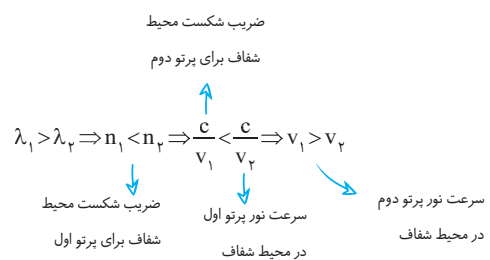 ضریب شکست محیط
شفاف برای پرتو دوم
λ₁ > λ₂ ⇒ n₁ < n₂ ⇒ c/v₁ < c/v₂ ⇒ v₁ > v₂
ضریب شکست محیط
شفاف برای پرتو اول
سرعت نور پرتو اول
در محیط شفاف
سرعت نور پرتو دوم
در محیط شفاف